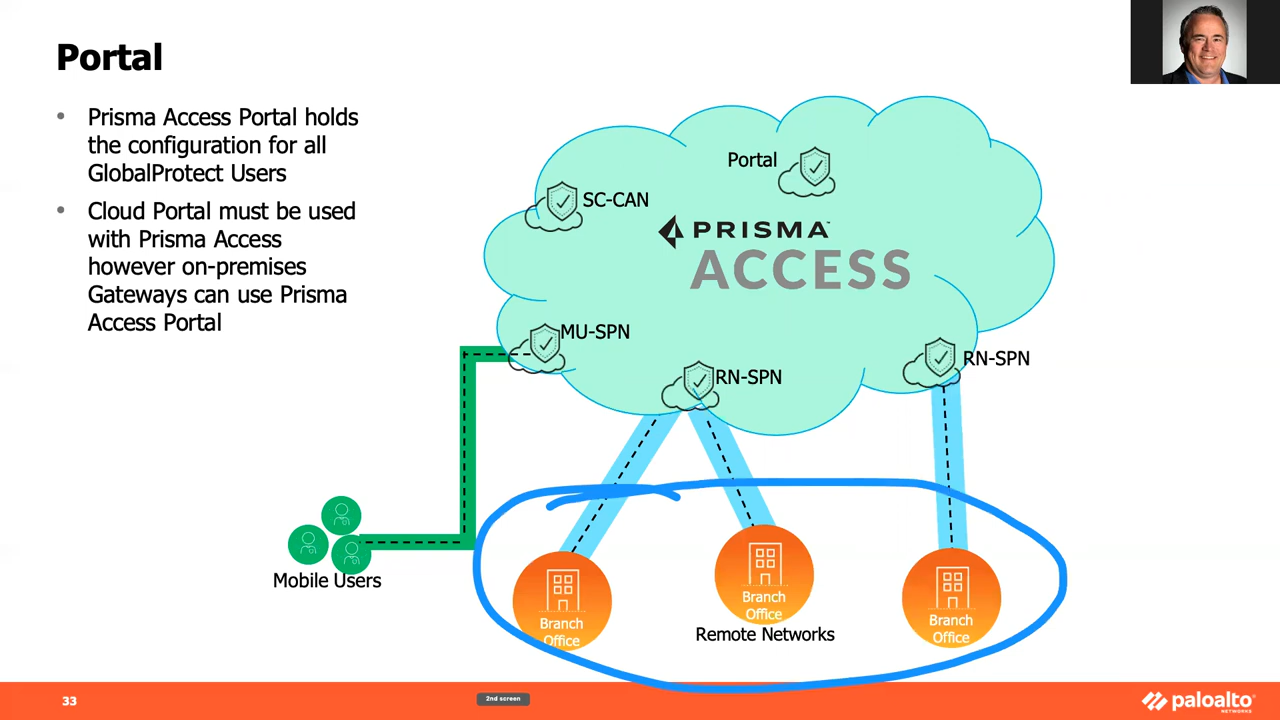 Portal
• Prisma Access Portal holds
the configuration for all
GlobalProtect Users
• Cloud Portal must be used
with Prisma Access
however on-premises
Gateways can use Prisma
Access Portal
Portal
SC-CAN
PRISMA™
ACCESS
MU-SPN
RN-SPN
RN-SPN
Mobile Users
Branch
Office
Branch
Office
Remote Networks
Branch
Office
33
2nd screen
paloalto®
NETWORKS